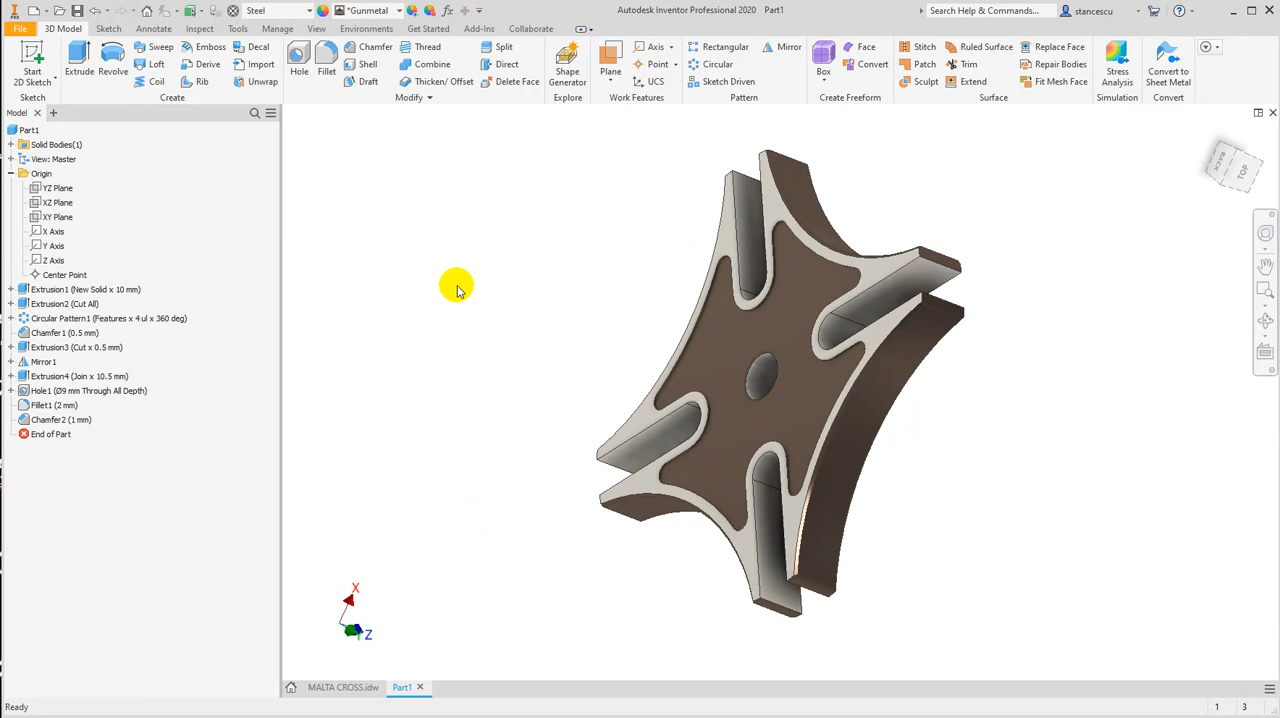 Steel
*Gunmetal
Autodesk Inventor Professional 2020 Part1
Search Help & Commands...
stancescu
File 3D Model Sketch Annotate Inspect Tools Manage View Environments Get Started Add-Ins Collaborate
Start
2D Sketch
Extrude
Revolve
Sweep
Loft
Coil
Emboss
Derive
Rib
Decal
Import
Unwrap
Hole
Fillet
Chamfer
Shell
Draft
Thread
Combine
Thicken/ Offset
Split
Direct
Delete Face
Shape
Generator
Plane
Axis
Point
UCS
Rectangular
Circular
Sketch Driven
Mirror
Box
Face
Convert
Stitch
Patch
Sculpt
Ruled Surface
Trim
Extend
Replace Face
Repair Bodies
Fit Mesh Face
Stress
Analysis
Convert to
Sheet Metal
Sketch Create Modify Explore Work Features Pattern Create Freeform Surface Simulation Convert
Model
Part1
Solid Bodies(1)
View: Master
Origin
YZ Plane
XZ Plane
XY Plane
X Axis
Y Axis
Z Axis
Center Point
Extrusion1 (New Solid x 10 mm)
Extrusion2 (Cut All)
Circular Pattern1 (Features x 4 ul x 360 deg)
Chamfer1 (0.5 mm)
Extrusion3 (Cut x 0.5 mm)
Mirror1
Extrusion4 (Join x 10.5 mm)
Hole1 (Ø9 mm Through All Depth)
Fillet1 (2 mm)
Chamfer2 (1 mm)
End of Part
BACK
TOP
X
Z
MALTA CROSS.idw Part1
Ready
1 3